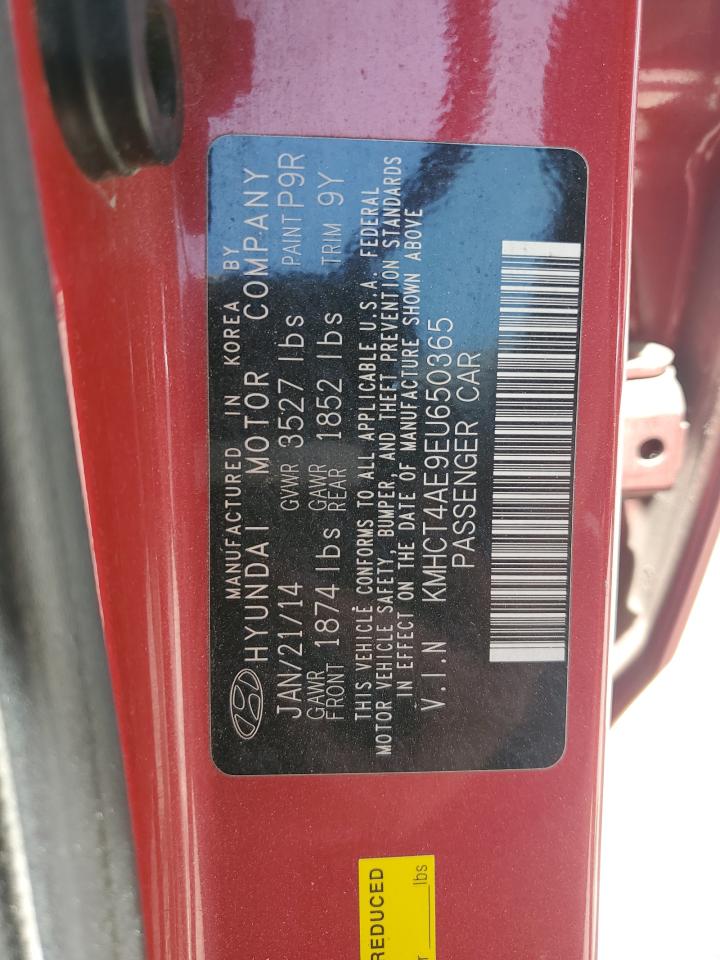 MANUFACTURED IN KOREA BY
HYUNDAI MOTOR COMPANY
JAN/21/14 GVWR 3527 lbs PAINT P9R
GAWR FRONT 1874 lbs GAWR REAR 1852 lbs TRIM 9Y
THIS VEHICLE CONFORMS TO ALL APPLICABLE U.S.A. FEDERAL
MOTOR VEHICLE SAFETY, BUMPER, AND THEFT PREVENTION STANDARDS
IN EFFECT ON THE DATE OF MANUFACTURE SHOWN ABOVE
V.I.N KMHCT4AE9EU650365
PASSENGER CAR
REDUCED
lbs